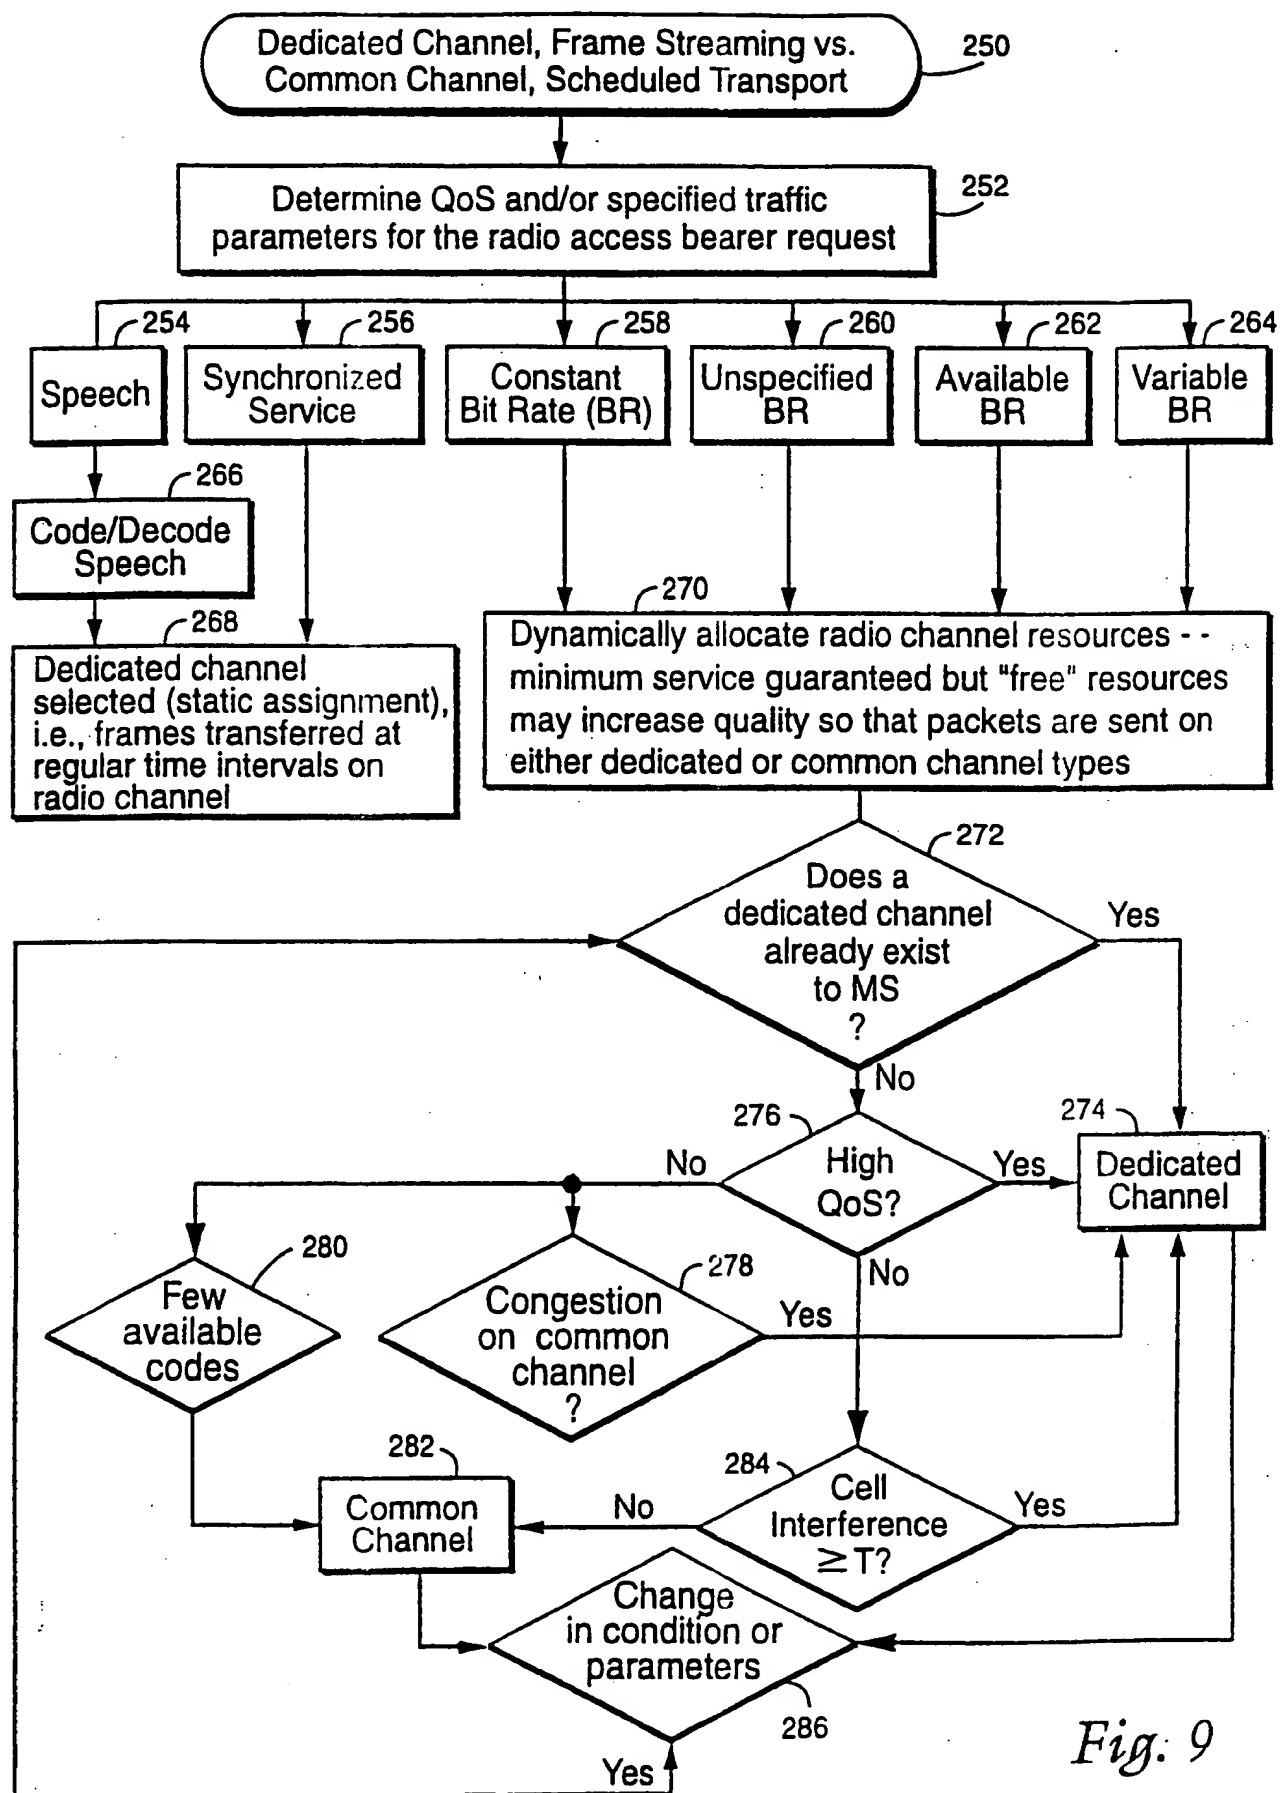 Dedicated Channel, Frame Streaming vs.
Common Channel, Scheduled Transport
250
Determine QoS and/or specified traffic
parameters for the radio access bearer request
252
254
256
258
260
262
264
Speech
Synchronized
Service
Constant
Bit Rate (BR)
Unspecified
BR
Available
BR
Variable
BR
266
Code/Decode
Speech
268
Dedicated channel
selected (static assignment),
i.e., frames transferred at
regular time intervals on
radio channel
270
Dynamically allocate radio channel resources - -
minimum service guaranteed but "free" resources
may increase quality so that packets are sent on
either dedicated or common channel types
272
Does a
dedicated channel
already exist
to MS
?
Yes
No
276
High
QoS?
No
Yes
No
274
Dedicated
Channel
280
Few
available
codes
278
Congestion
on common
channel
?
Yes
282
Common
Channel
284
Cell
Interference
≥T?
No
Yes
Change
in condition or
parameters
286
Yes
Fig. 9